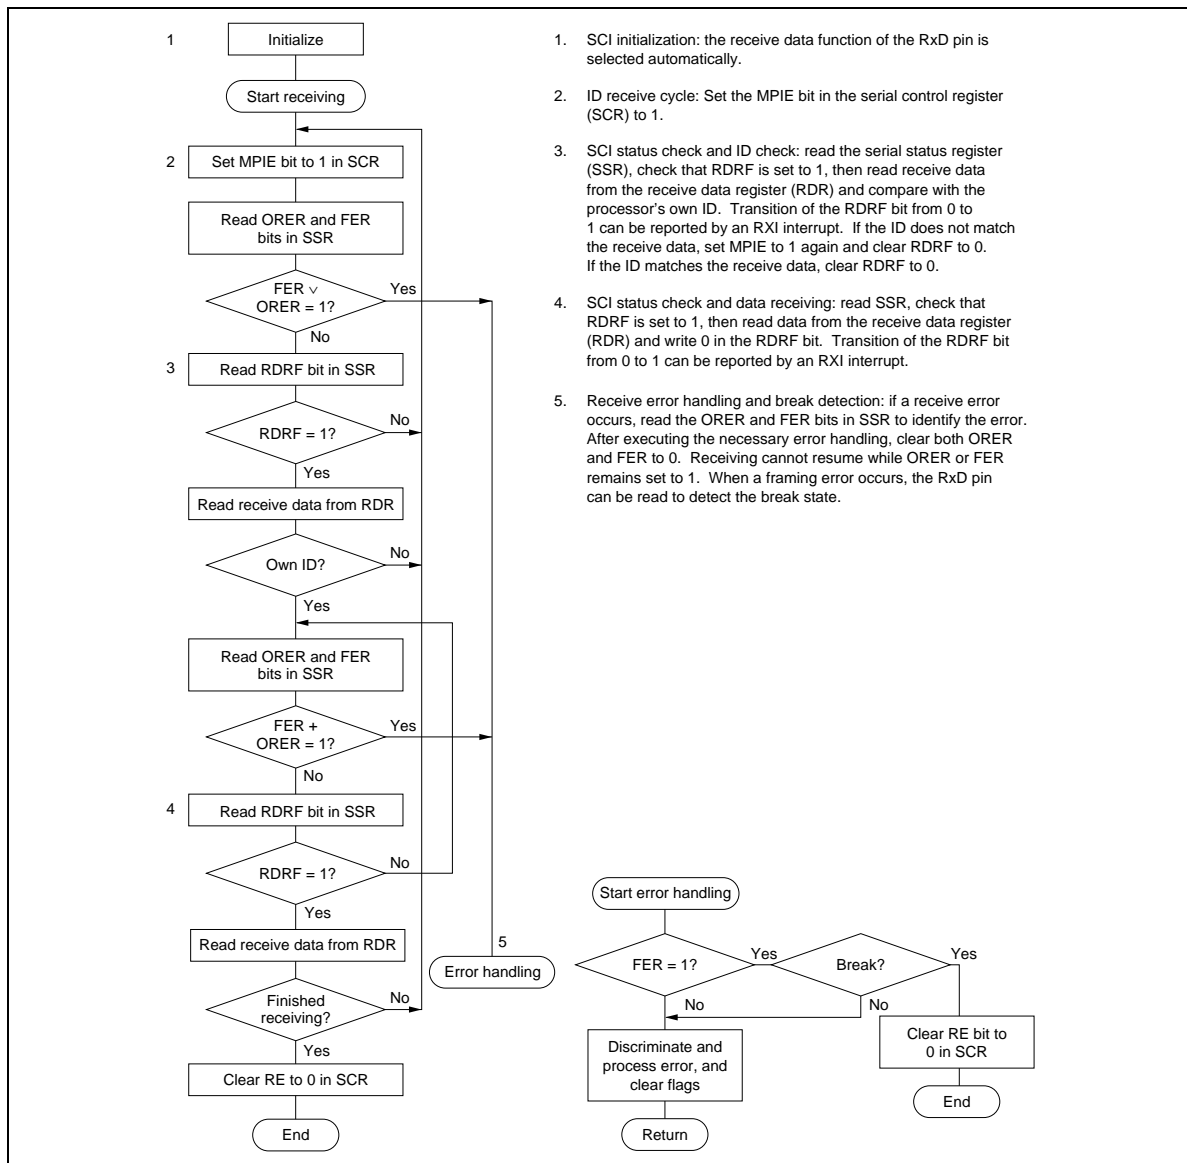 1
Initialize
Start receiving
2
Set MPIE bit to 1 in SCR
Read ORER and FER
bits in SSR
FER ∨
ORER = 1?
Yes
No
3
Read RDRF bit in SSR
RDRF = 1?
No
Yes
Read receive data from RDR
Own ID?
No
Yes
Read ORER and FER
bits in SSR
FER +
ORER = 1?
Yes
No
4
Read RDRF bit in SSR
RDRF = 1?
No
Yes
Read receive data from RDR
Finished
receiving?
No
Yes
Clear RE to 0 in SCR
End
5
Error handling
1. SCI initialization: the receive data function of the RxD pin is
selected automatically.
2. ID receive cycle: Set the MPIE bit in the serial control register
(SCR) to 1.
3. SCI status check and ID check: read the serial status register
(SSR), check that RDRF is set to 1, then read receive data
from the receive data register (RDR) and compare with the
processor's own ID. Transition of the RDRF bit from 0 to
1 can be reported by an RXI interrupt. If the ID does not match
the receive data, set MPIE to 1 again and clear RDRF to 0.
If the ID matches the receive data, clear RDRF to 0.
4. SCI status check and data receiving: read SSR, check that
RDRF is set to 1, then read data from the receive data register
(RDR) and write 0 in the RDRF bit. Transition of the RDRF bit
from 0 to 1 can be reported by an RXI interrupt.
5. Receive error handling and break detection: if a receive error
occurs, read the ORER and FER bits in SSR to identify the error.
After executing the necessary error handling, clear both ORER
and FER to 0. Receiving cannot resume while ORER or FER
remains set to 1. When a framing error occurs, the RxD pin
can be read to detect the break state.
Start error handling
FER = 1?
Yes
No
Break?
Yes
No
Discriminate and
process error, and
clear flags
Return
Clear RE bit to
0 in SCR
End